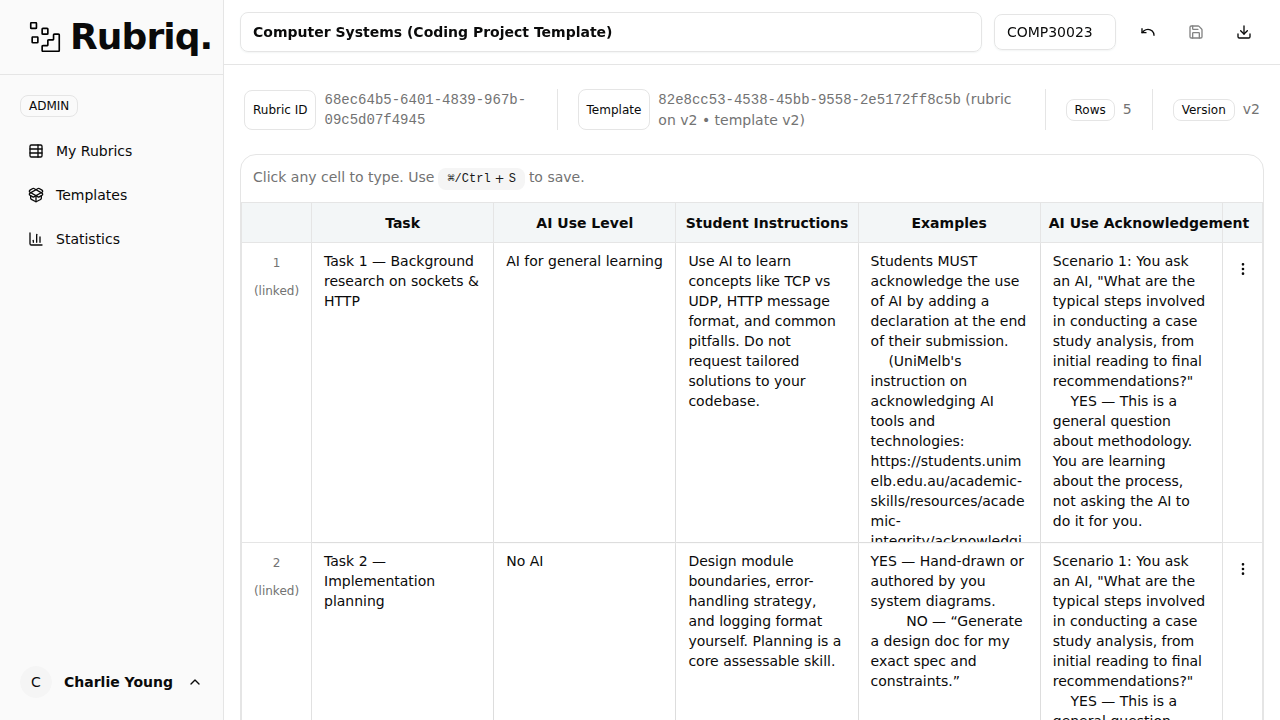 Rubriq.
Computer Systems (Coding Project Template)
COMP30023
ADMIN
My Rubrics
Templates
Statistics
Rubric ID
68ec64b5-6401-4839-967b-
09c5d07f4945
Template
82e8cc53-4538-45bb-9558-2e5172ff8c5b (rubric
on v2 • template v2)
Rows 5
Version v2
Click any cell to type. Use ⌘/Ctrl + S to save.
Task
AI Use Level
Student Instructions
Examples
AI Use Acknowledgement
1
(linked)
Task 1 — Background
research on sockets &
HTTP
AI for general learning
Use AI to learn
concepts like TCP vs
UDP, HTTP message
format, and common
pitfalls. Do not
request tailored
solutions to your
codebase.
Students MUST
acknowledge the use
of AI by adding a
declaration at the end
of their submission.
(UniMelb's
instruction on
acknowledging AI
tools and
technologies:
https://students.unim
elb.edu.au/academic-
skills/resources/acade
mic-
integrity/acknowledgi
Scenario 1: You ask
an AI, "What are the
typical steps involved
in conducting a case
study analysis, from
initial reading to final
recommendations?"
YES — This is a
general question
about methodology.
You are learning
about the process,
not asking the AI to
do it for you.
2
(linked)
Task 2 —
Implementation
planning
No AI
Design module
boundaries, error-
handling strategy,
and logging format
yourself. Planning is a
core assessable skill.
YES — Hand-drawn or
authored by you
system diagrams.
NO — “Generate
a design doc for my
exact spec and
constraints.”
Scenario 1: You ask
an AI, "What are the
typical steps involved
in conducting a case
study analysis, from
initial reading to final
recommendations?"
YES — This is a
general question
C
Charlie Young